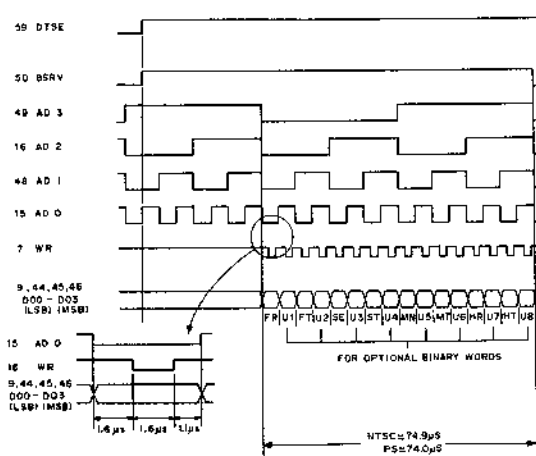 59 DTSE
50 BSRV
49 AD 3
16 AD 2
48 AD 1
15 AD 0
7 WR
9,44,45,46
D00 - D03
(LSB) (MSB)
FR U1 FT U2 SE U3 ST U4 MN U5 MT U6 HR U7 HT U8
FOR OPTIONAL BINARY WORDS
15 AD 0
16 WR
9,44,45,46
D00-D03
(LSB) (MSB)
1.6μs 1.6μs 1.1μs
NTSC≒74.9μS
PS≒74.0μS